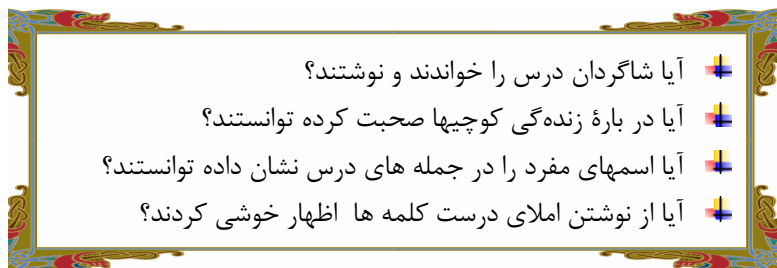 آیا شاگردان درس را خواندند و نوشتند؟
آیا در بارۀ زنده‌گی کوچیها صحبت کرده توانستند؟
آیا اسمهای مفرد را در جمله های درس نشان داده توانستند؟
آیا از نوشتن املای درست کلمه ها اظهار خوشی کردند؟